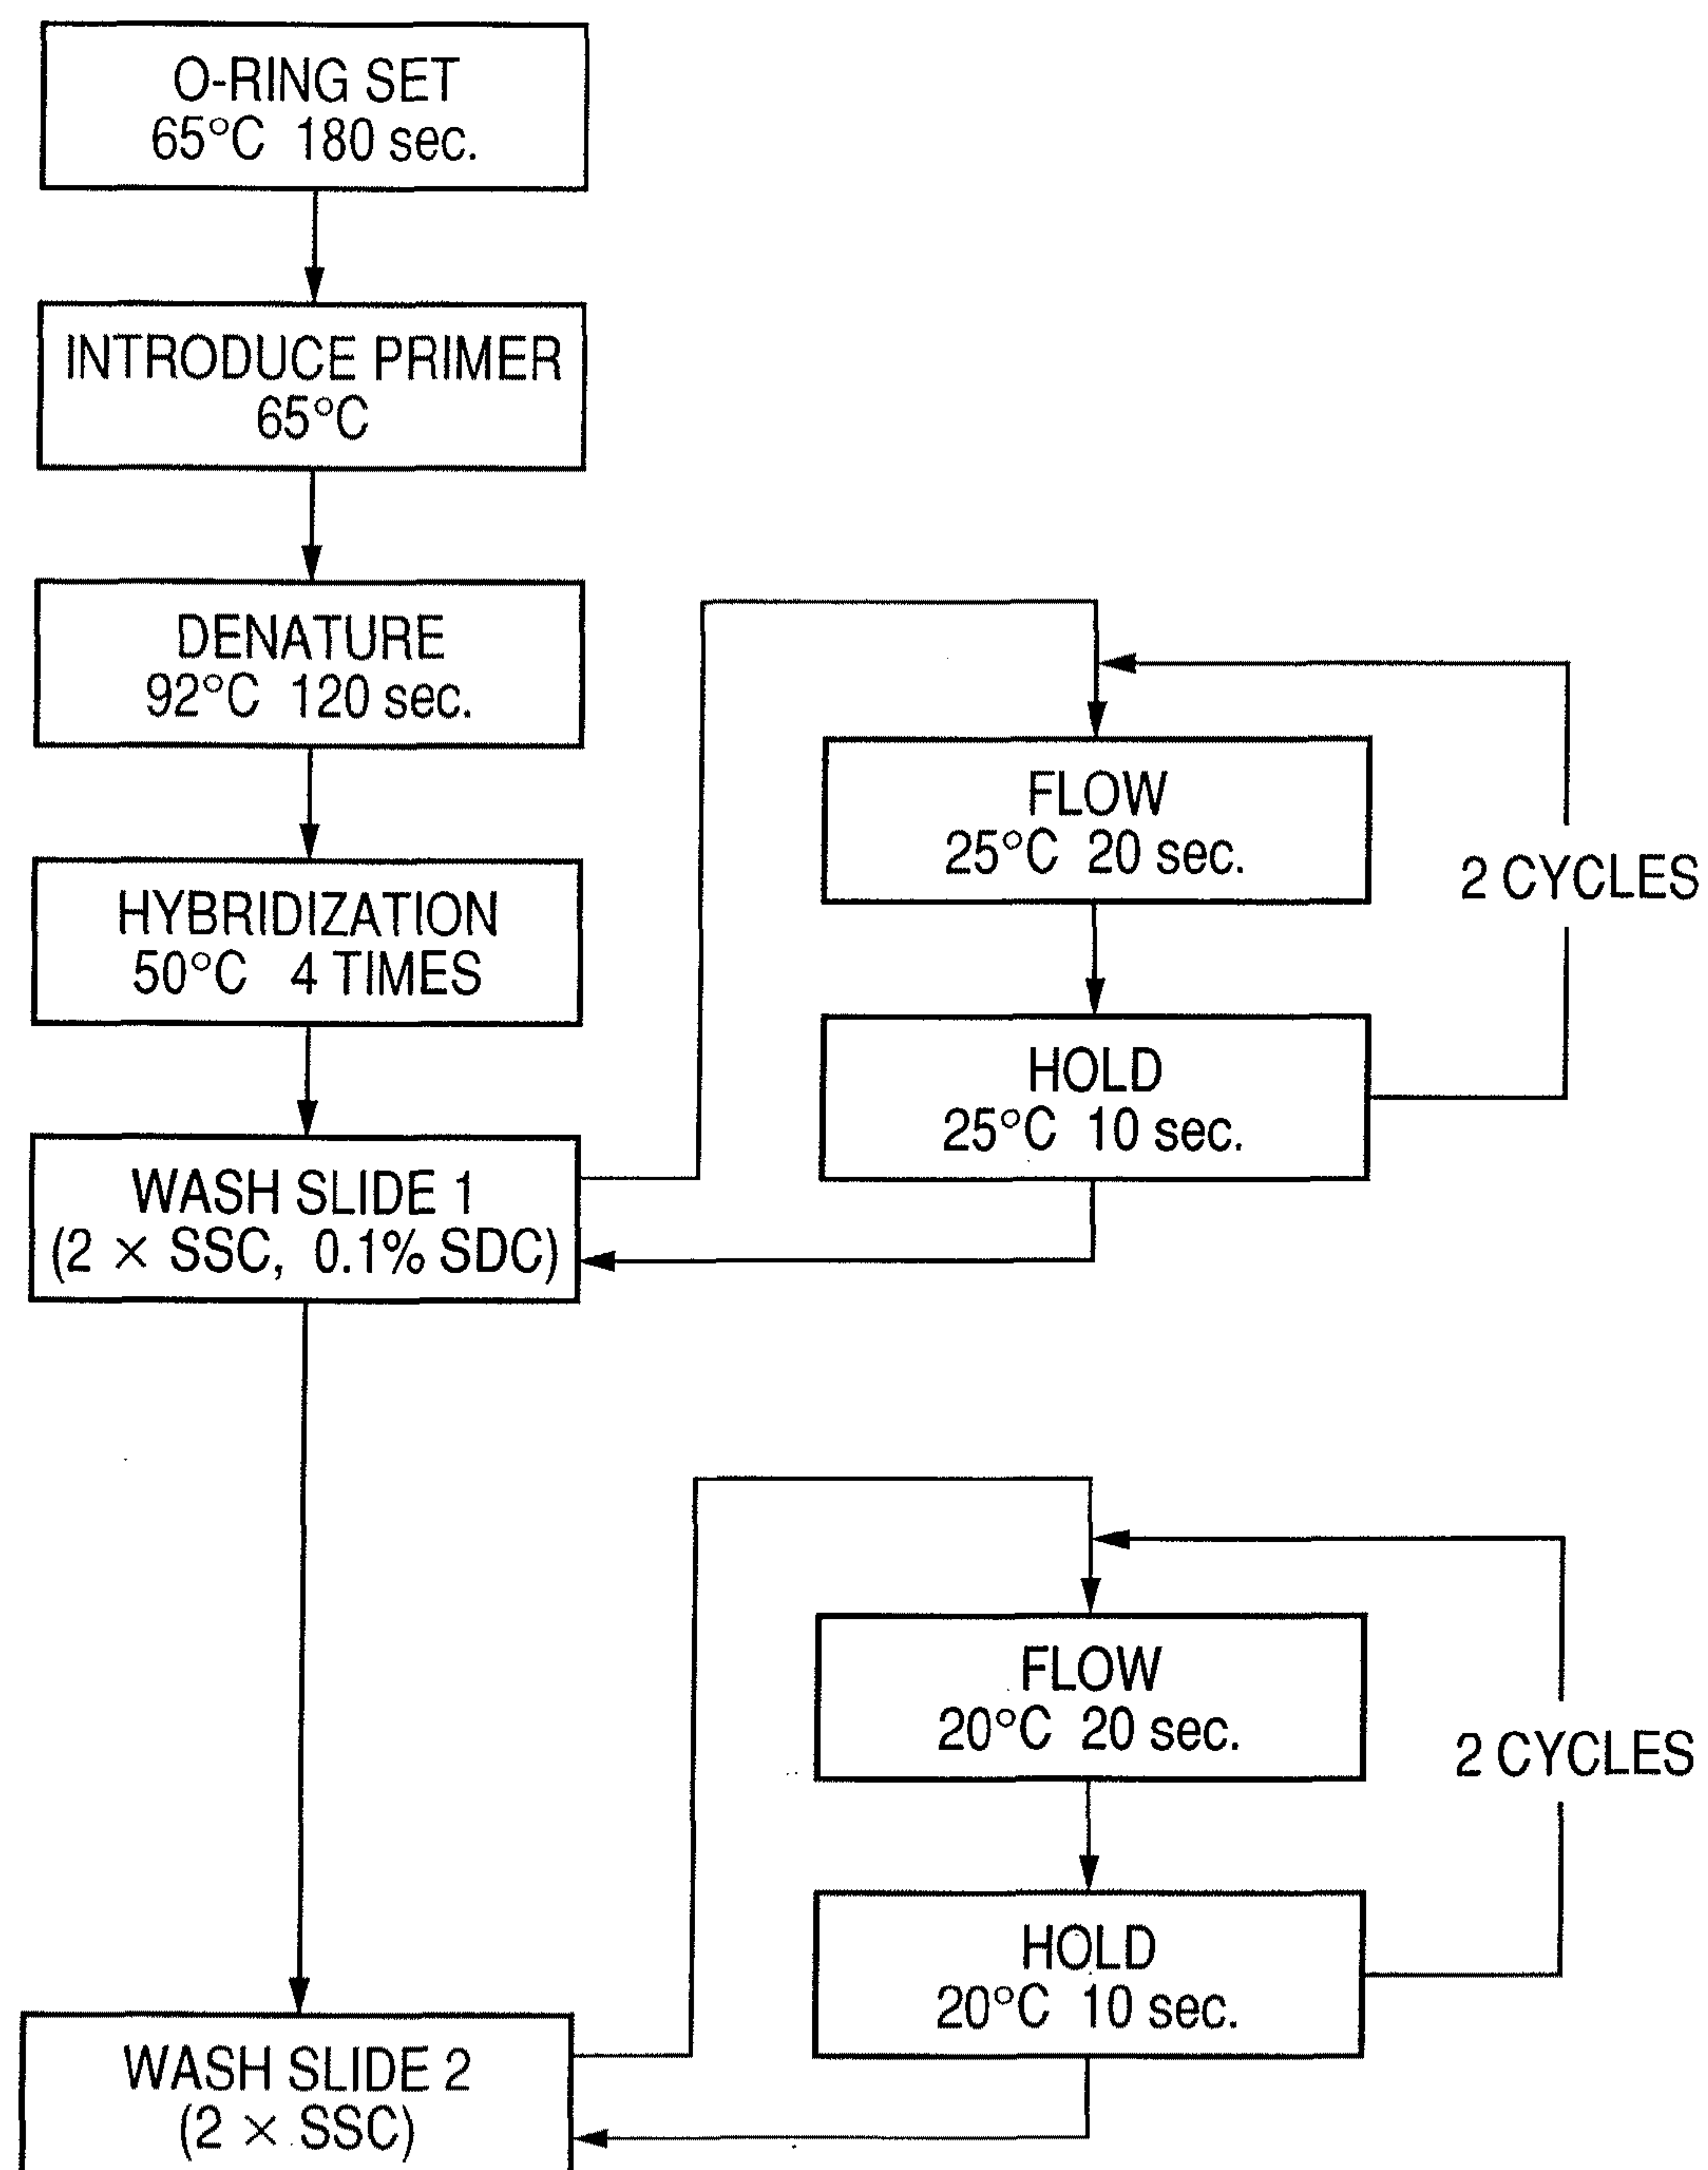 O-RING SET
65°C 180 sec.
INTRODUCE PRIMER
65°C
DENATURE
92°C 120 sec.
HYBRIDIZATION
50°C 4 TIMES
WASH SLIDE 1
(2 × SSC, 0.1% SDC)
FLOW
25°C 20 sec.
HOLD
25°C 10 sec.
2 CYCLES
WASH SLIDE 2
(2 × SSC)
FLOW
20°C 20 sec.
HOLD
20°C 10 sec.
2 CYCLES